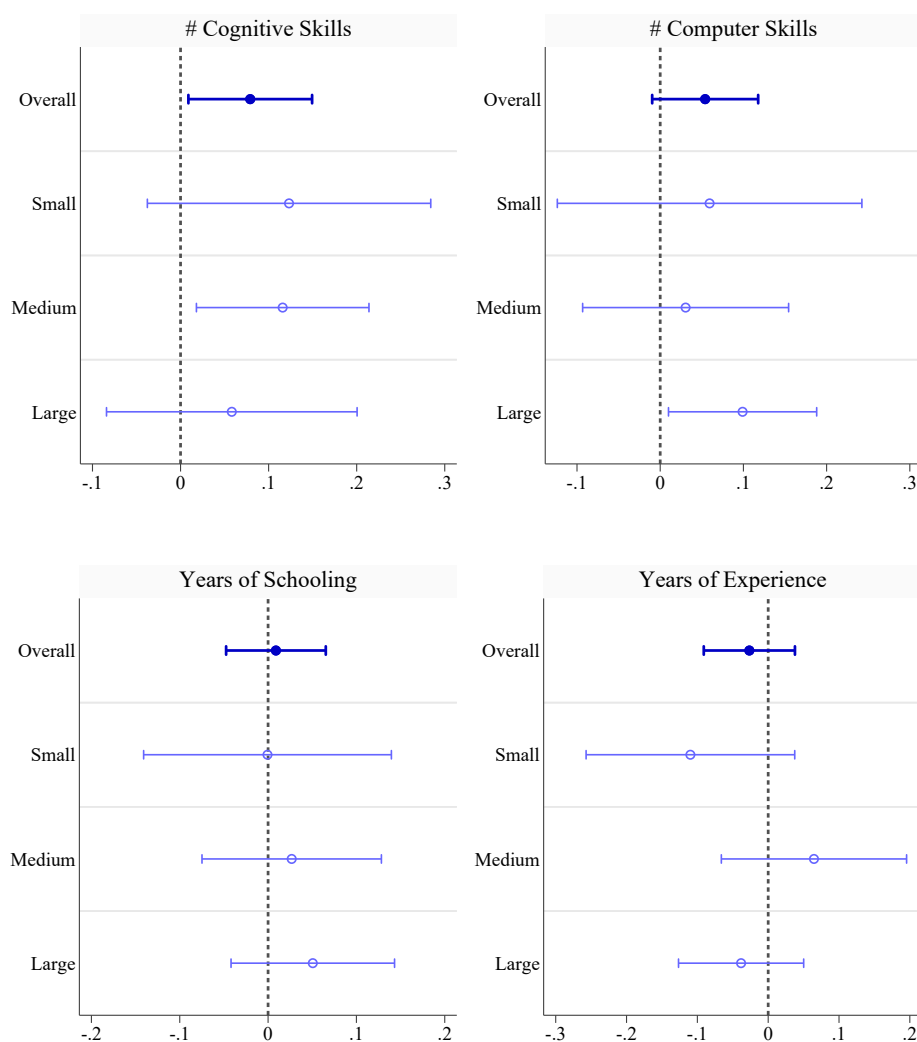 # Cognitive Skills
Overall
Small
Medium
Large
-.1 0 .1 .2 .3
# Computer Skills
Overall
Small
Medium
Large
-.1 0 .1 .2 .3
Years of Schooling
Overall
Small
Medium
Large
-.2 -.1 0 .1 .2
Years of Experience
Overall
Small
Medium
Large
-.3 -.2 -.1 0 .1 .2